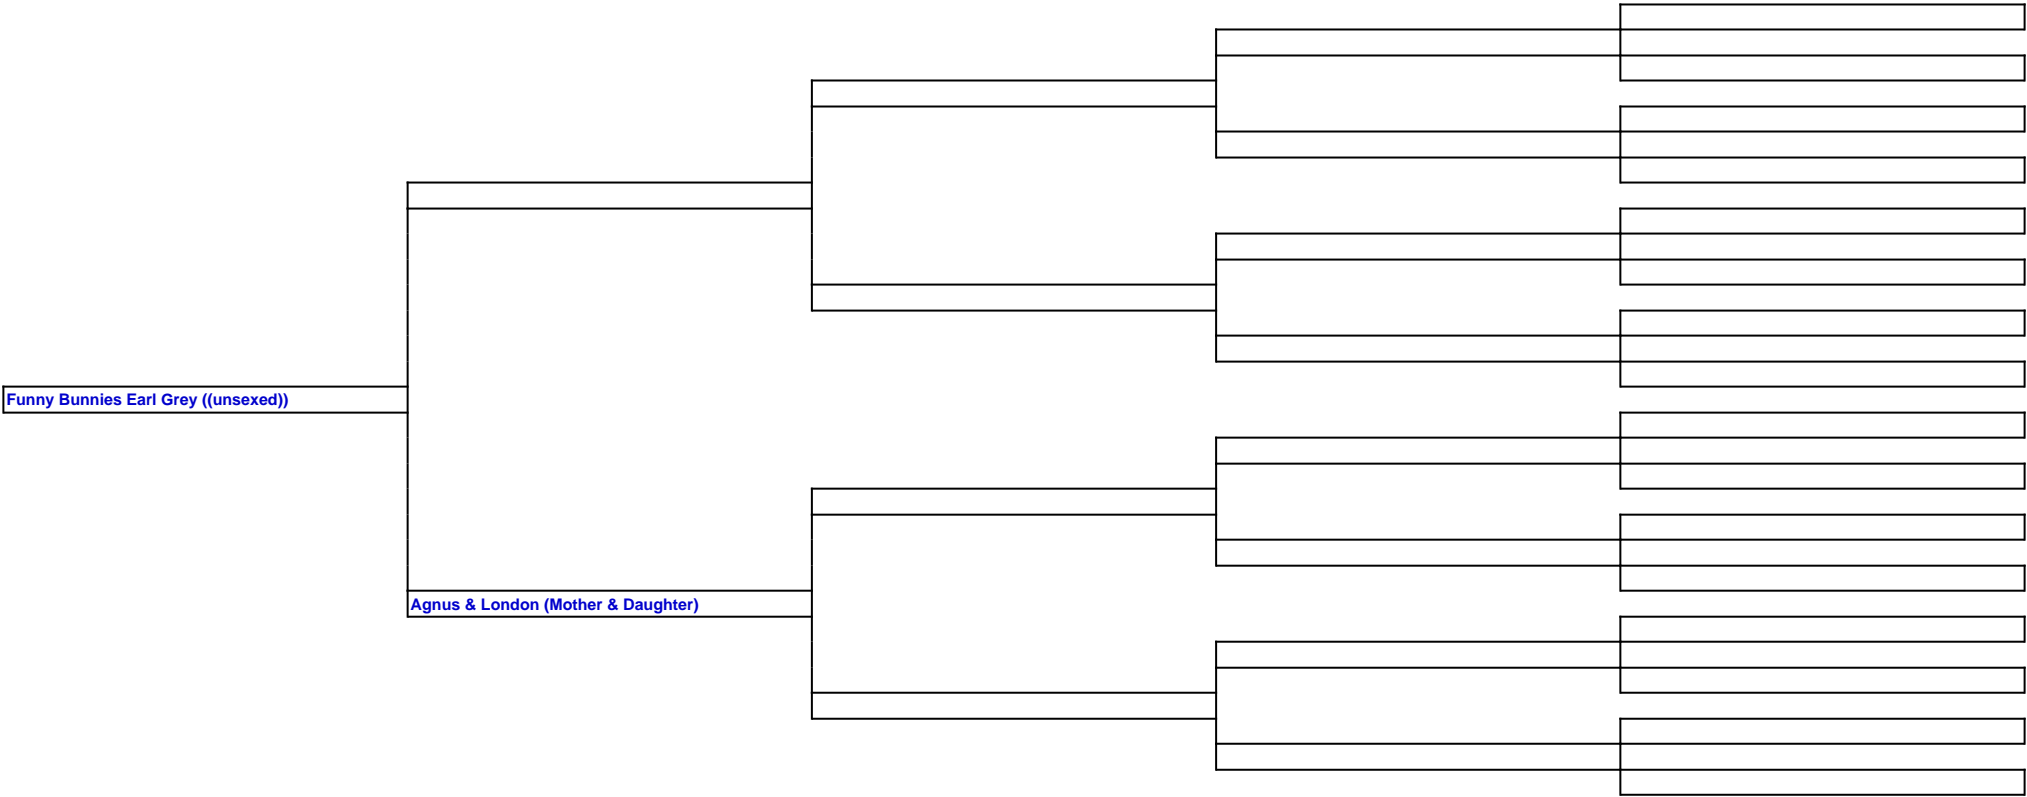 Funny Bunnies Earl Grey ((unsexed))
Agnus & London (Mother & Daughter)